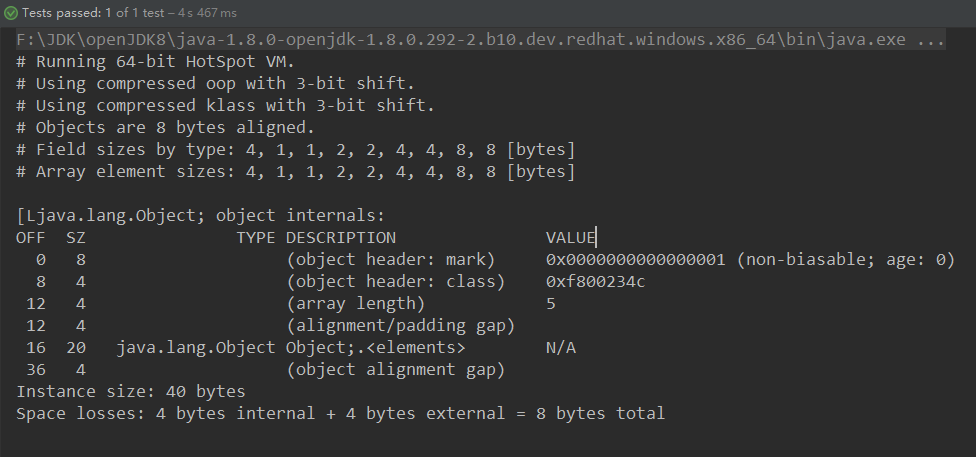 Tests passed: 1 of 1 test – 4 s 467 ms
F:\JDK\openJDK8\java-1.8.0-openjdk-1.8.0.292-2.b10.dev.redhat.windows.x86_64\bin\java.exe ...
# Running 64-bit HotSpot VM.
# Using compressed oop with 3-bit shift.
# Using compressed klass with 3-bit shift.
# Objects are 8 bytes aligned.
# Field sizes by type: 4, 1, 1, 2, 2, 4, 4, 8, 8 [bytes]
# Array element sizes: 4, 1, 1, 2, 2, 4, 4, 8, 8 [bytes]
[Ljava.lang.Object; object internals:
OFF  SZ               TYPE DESCRIPTION               VALUE
  0   8                    (object header: mark)     0x0000000000000001 (non-biasable; age: 0)
  8   4                    (object header: class)    0xf800234c
 12   4                    (array length)            5
 12   4                    (alignment/padding gap)
 16  20   java.lang.Object Object;.<elements>        N/A
 36   4                    (object alignment gap)
Instance size: 40 bytes
Space losses: 4 bytes internal + 4 bytes external = 8 bytes total